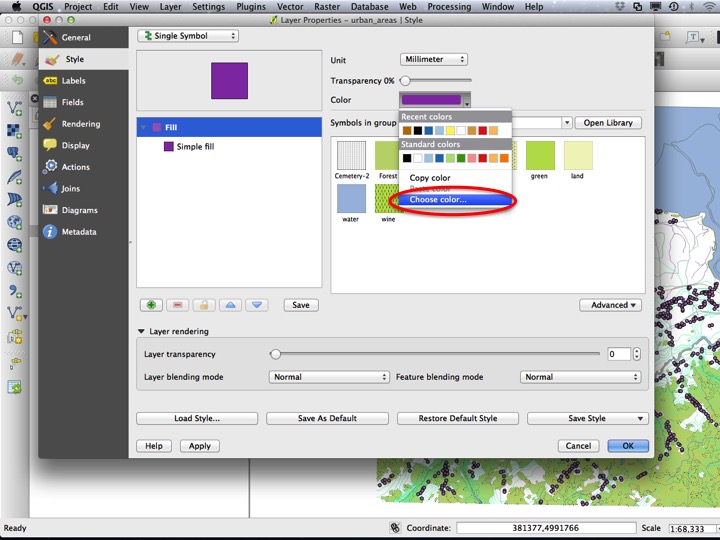 QGIS Project Edit View Layer Settings Plugins Vector Raster Database Web Processing Window Help
Layer Properties - urban_areas | Style
General
Style
Labels
Fields
Rendering
Display
Actions
Joins
Diagrams
Metadata
Single Symbol
Fill
Simple fill
Save
Unit Millimeter
Transparency 0%
Color
Symbols in group
Open Library
Recent colors
Standard colors
Copy color
Paste color
Choose color...
Cemetery-2 Forest green land
water wine
Advanced
Layer rendering
Layer transparency 0
Layer blending mode Normal Feature blending mode Normal
Load Style... Save As Default Restore Default Style Save Style
Help Apply Cancel OK
Ready Coordinate: 381377,4991766 Scale 1:68,333